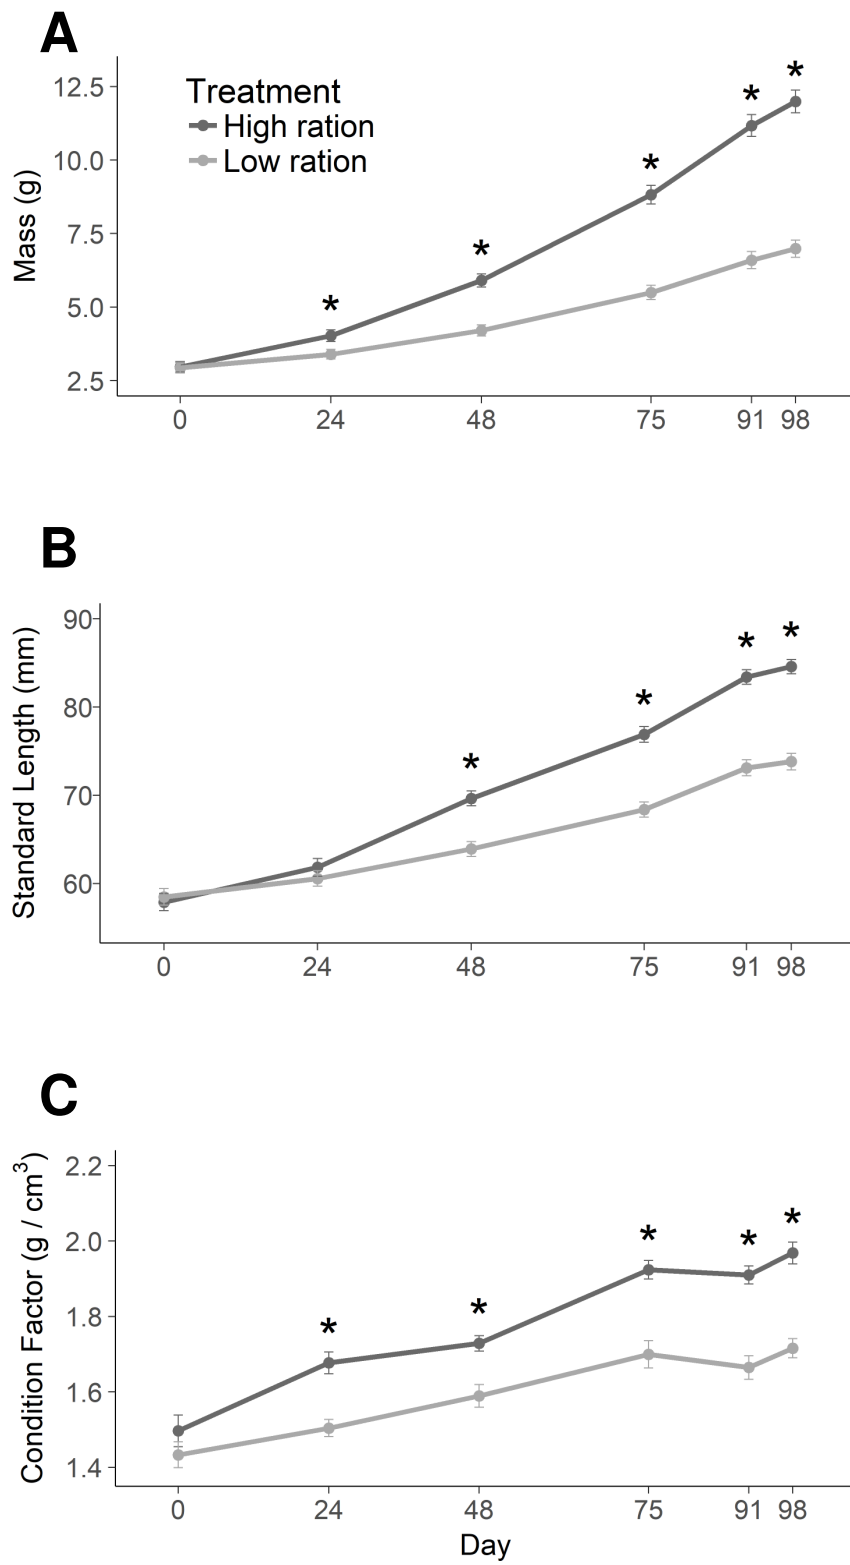 A
Mass (g)
12.5
10.0
7.5
5.0
2.5
Treatment
High ration
Low ration
*
*
*
*
*
0 24 48 75 91 98
B
Standard Length (mm)
90
80
70
60
*
*
*
*
0 24 48 75 91 98
C
Condition Factor (g / cm³)
2.2
2.0
1.8
1.6
1.4
*
*
*
*
*
0 24 48 75 91 98
Day